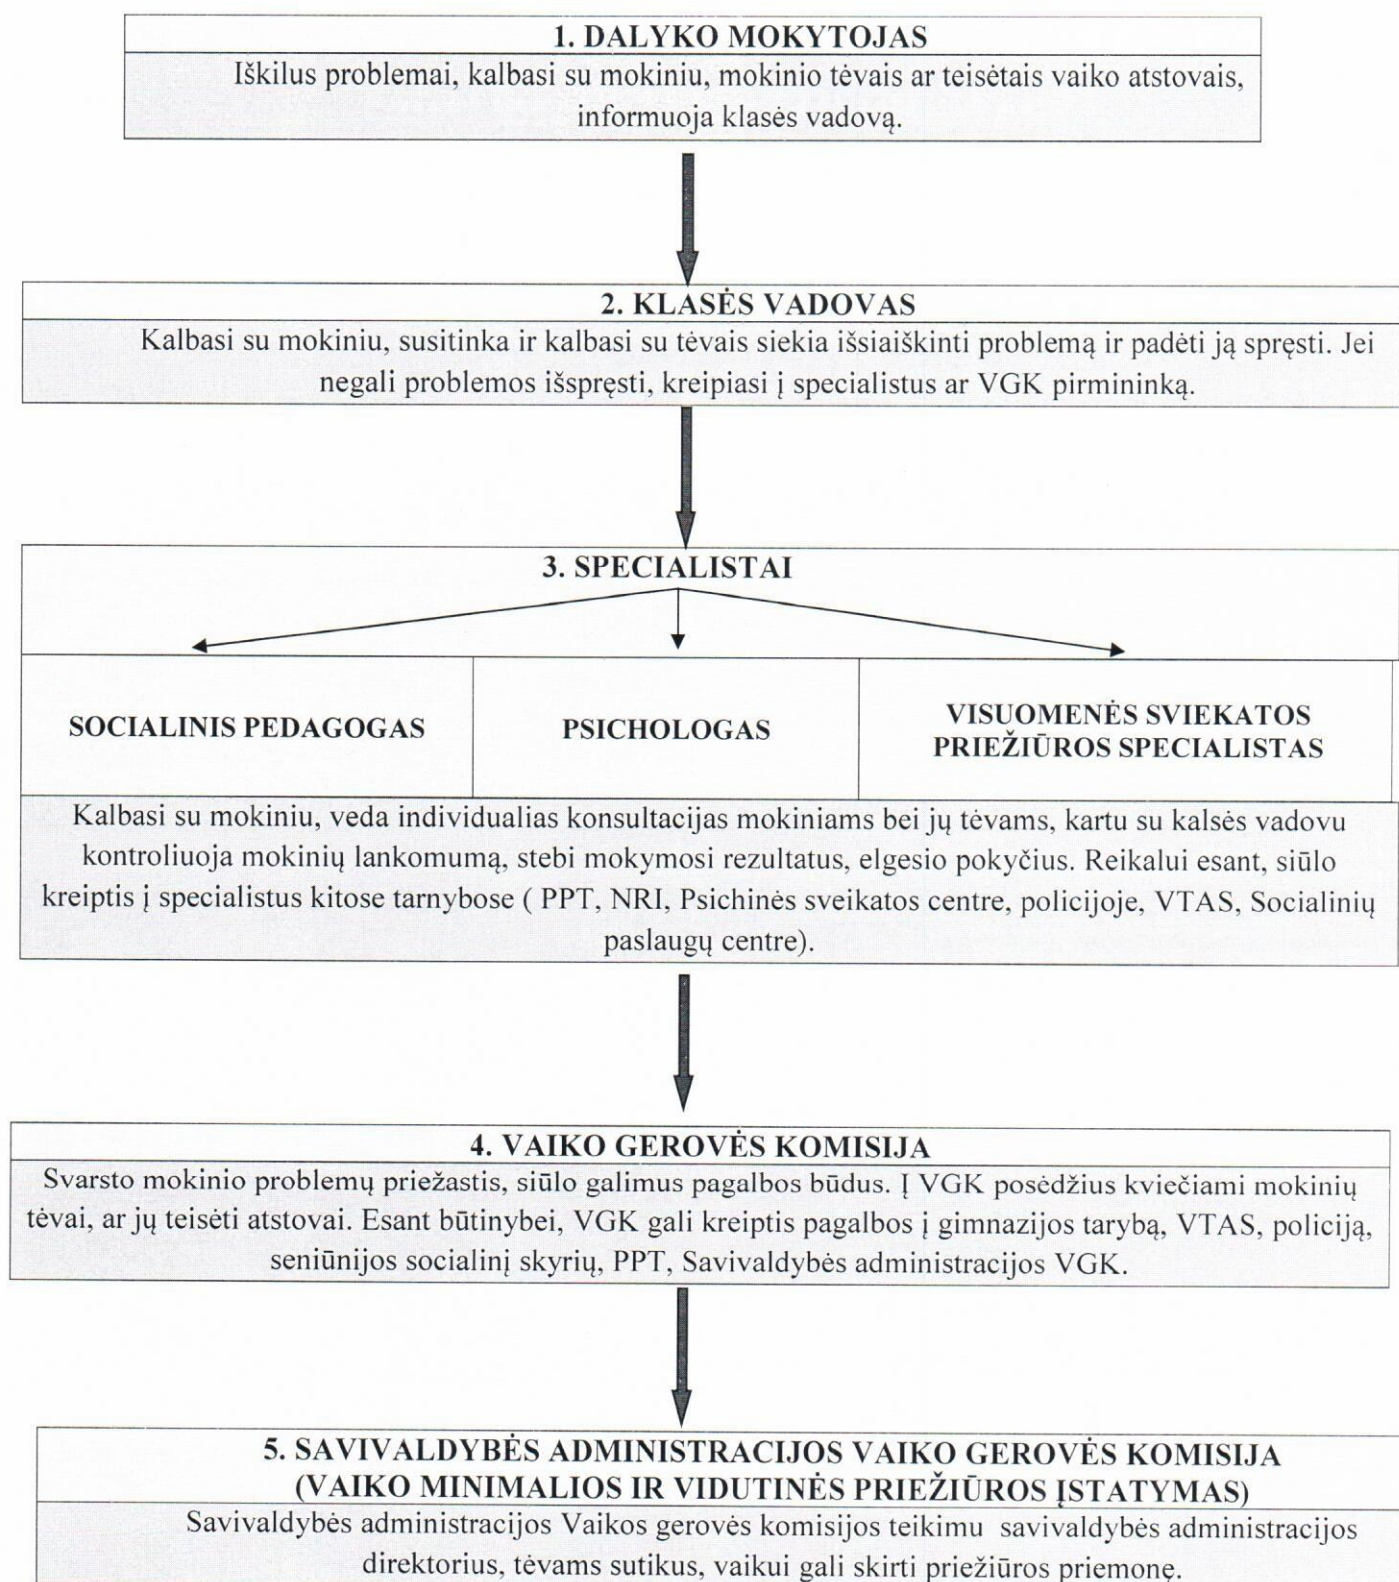 1. DALYKO MOKYTOJAS
Iškilus problemai, kalbasi su mokiniu, mokinio tėvais ar teisėtais vaiko atstovais,
informuoja klasės vadovą.
2. KLASĖS VADOVAS
Kalbasi su mokiniu, susitinka ir kalbasi su tėvais siekia išsiaiškinti problemą ir padėti ją spręsti. Jei
negali problemos išspręsti, kreipiasi į specialistus ar VGK pirmininką.
3. SPECIALISTAI
SOCIALINIS PEDAGOGAS
PSICHOLOGAS
VISUOMENĖS SVIEKATOS
PRIEŽIŪROS SPECIALISTAS
Kalbasi su mokiniu, veda individualias konsultacijas mokiniams bei jų tėvams, kartu su kalsės vadovu
kontroliuoja mokinių lankomumą, stebi mokymosi rezultatus, elgesio pokyčius. Reikalui esant, siūlo
kreiptis į specialistus kitose tarnybose ( PPT, NRI, Psichinės sveikatos centre, policijoje, VTAS, Socialinių
paslaugų centre).
4. VAIKO GEROVĖS KOMISIJA
Svarsto mokinio problemų priežastis, siūlo galimus pagalbos būdus. Į VGK posėdžius kviečiami mokinių
tėvai, ar jų teisėti atstovai. Esant būtinybei, VGK gali kreiptis pagalbos į gimnazijos tarybą, VTAS, policiją,
seniūnijos socialinį skyrių, PPT, Savivaldybės administracijos VGK.
5. SAVIVALDYBĖS ADMINISTRACIJOS VAIKO GEROVĖS KOMISIJA
(VAIKO MINIMALIOS IR VIDUTINĖS PRIEŽIŪROS ĮSTATYMAS)
Savivaldybės administracijos Vaikos gerovės komisijos teikimu savivaldybės administracijos
direktorius, tėvams sutikus, vaikui gali skirti priežiūros priemonę.